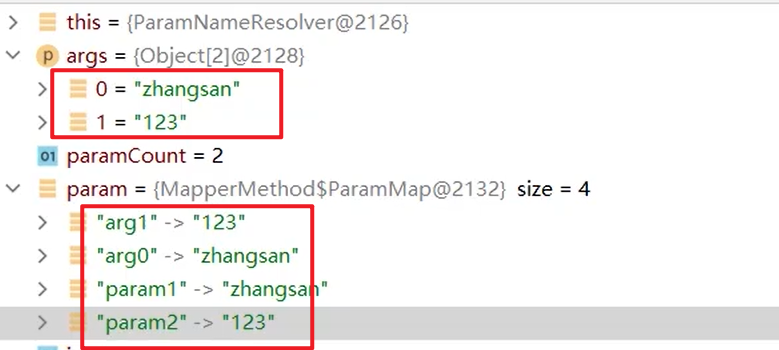 this = {ParamNameResolver@2126}
p args = {Object[2]@2128}
0 = "zhangsan"
1 = "123"
01 paramCount = 2
param = {MapperMethod$ParamMap@2132} size = 4
"arg1" -> "123"
"arg0" -> "zhangsan"
"param1" -> "zhangsan"
"param2" -> "123"